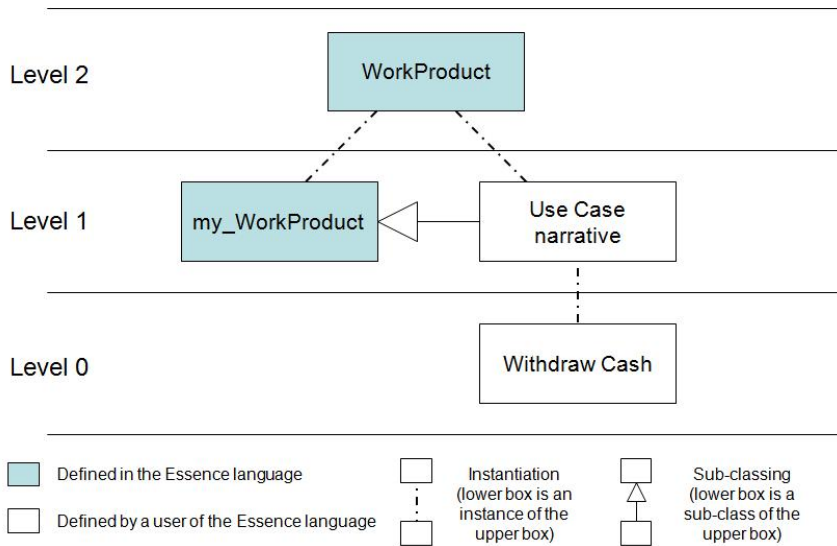 Level 2
WorkProduct
Level 1
my_WorkProduct
Use Case
narrative
Level 0
Withdraw Cash
Defined in the Essence language
Defined by a user of the Essence language
Instantiation
(lower box is an
instance of the
upper box)
Sub-classing
(lower box is a
sub-class of the
upper box)